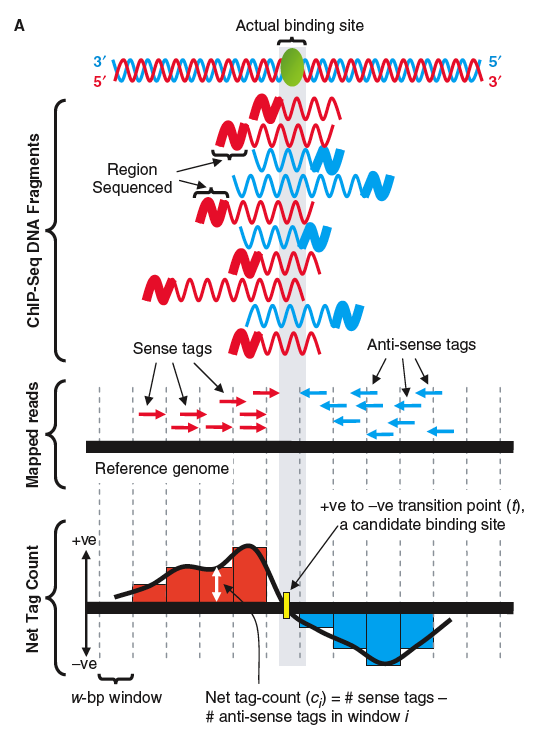 A
Actual binding site
3′ 5′
5′ 3′
ChIP-Seq DNA Fragments
Region
Sequenced
Sense tags
Anti-sense tags
Mapped reads
Reference genome
+ve to –ve transition point (t),
a candidate binding site
Net Tag Count
+ve
–ve
w-bp window
Net tag-count (ci) = # sense tags –
# anti-sense tags in window i